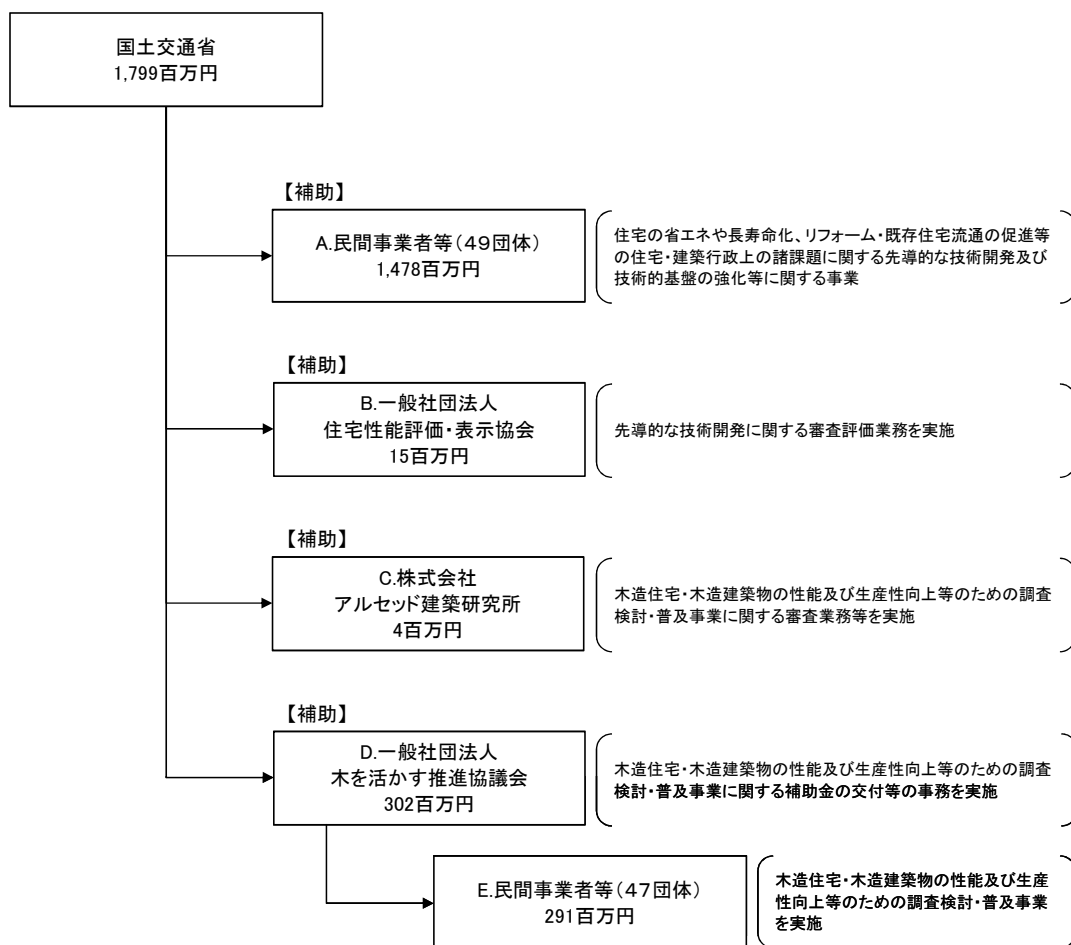 国土交通省
1,799百万円
【補助】
A.民間事業者等(49団体)
1,478百万円
住宅の省エネや長寿命化、リフォーム・既存住宅流通の促進等
の住宅・建築行政上の諸課題に関する先導的な技術開発及び
技術的基盤の強化等に関する事業
【補助】
B.一般社団法人
住宅性能評価・表示協会
15百万円
先導的な技術開発に関する審査評価業務を実施
【補助】
C.株式会社
アルセッド建築研究所
4百万円
木造住宅・木造建築物の性能及び生産性向上等のための調査
検討・普及事業に関する審査業務等を実施
【補助】
D.一般社団法人
木を活かす推進協議会
302百万円
木造住宅・木造建築物の性能及び生産性向上等のための調査
検討・普及事業に関する補助金の交付等の事務を実施
E.民間事業者等(47団体)
291百万円
木造住宅・木造建築物の性能及び生産
性向上等のための調査検討・普及事業
を実施